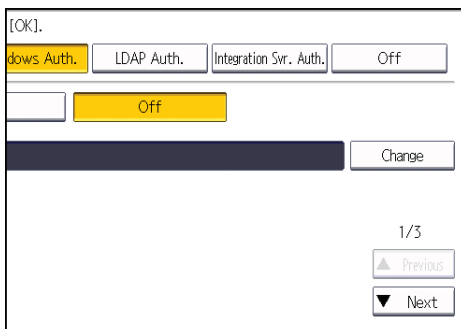 [OK].
dows Auth. LDAP Auth. Integration Svr. Auth. Off
Off
Change
1/3
▲ Previous
▼ Next